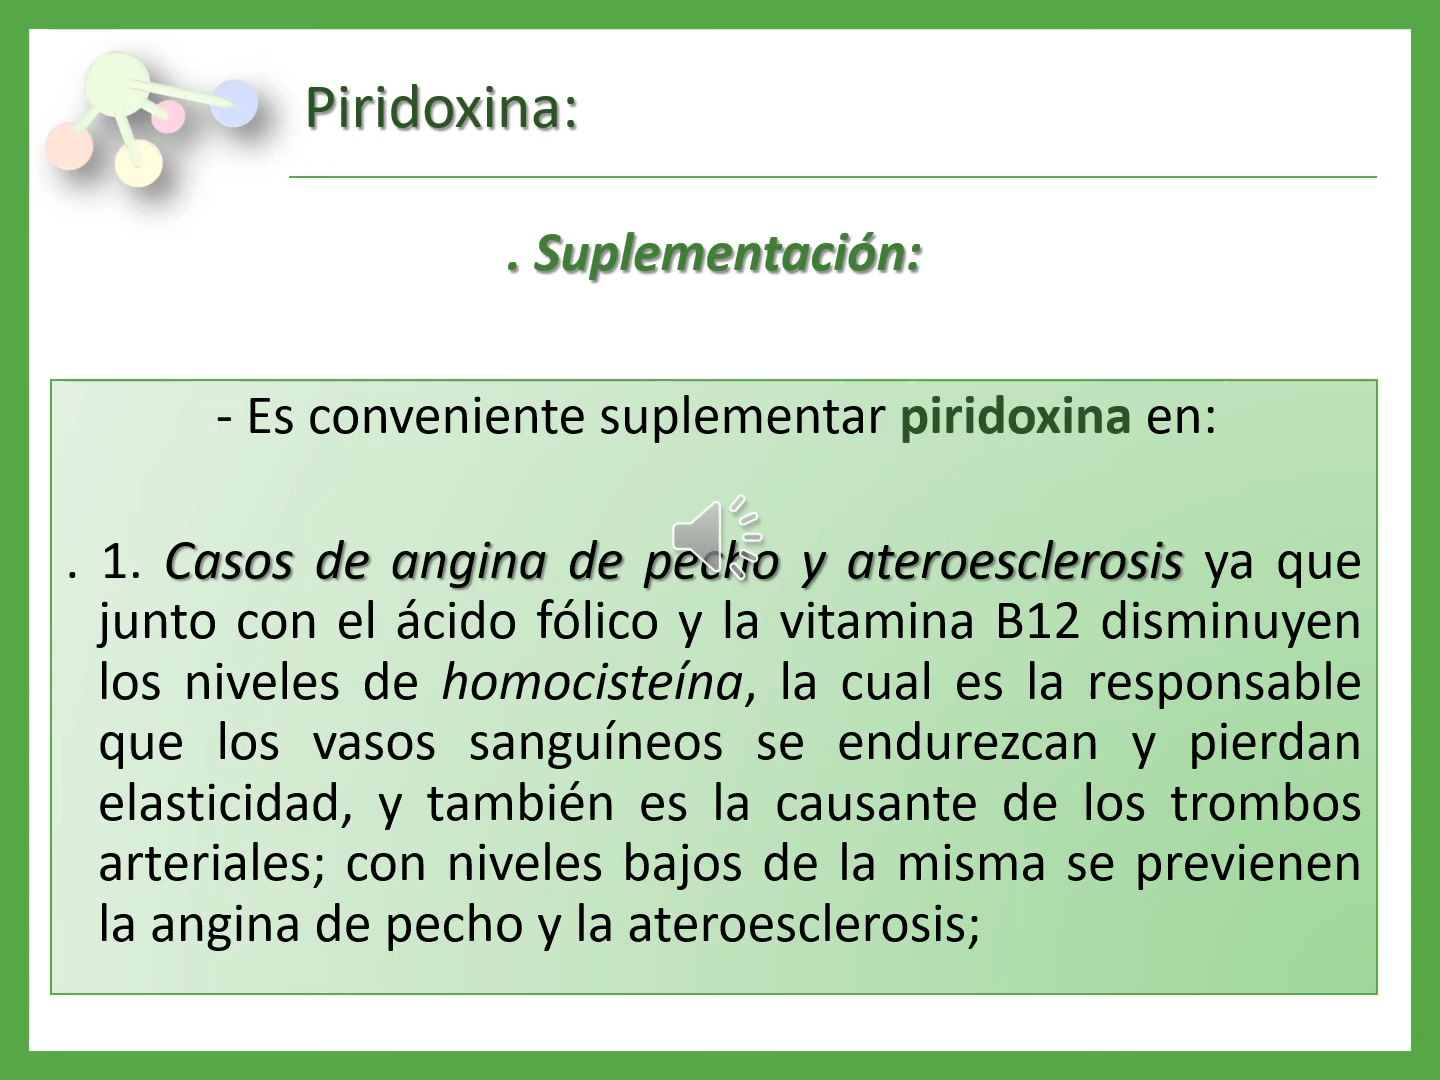 Piridoxina:
. Suplementación:
- Es conveniente suplementar piridoxina en:
. 1. Casos de angina de pecho y ateroesclerosis ya que
junto con el ácido fólico y la vitamina B12 disminuyen
los niveles de homocisteína, la cual es la responsable
que los vasos sanguíneos se endurezcan y pierdan
elasticidad, y también es la causante de los trombos
arteriales; con niveles bajos de la misma se previenen
la angina de pecho y la ateroesclerosis;